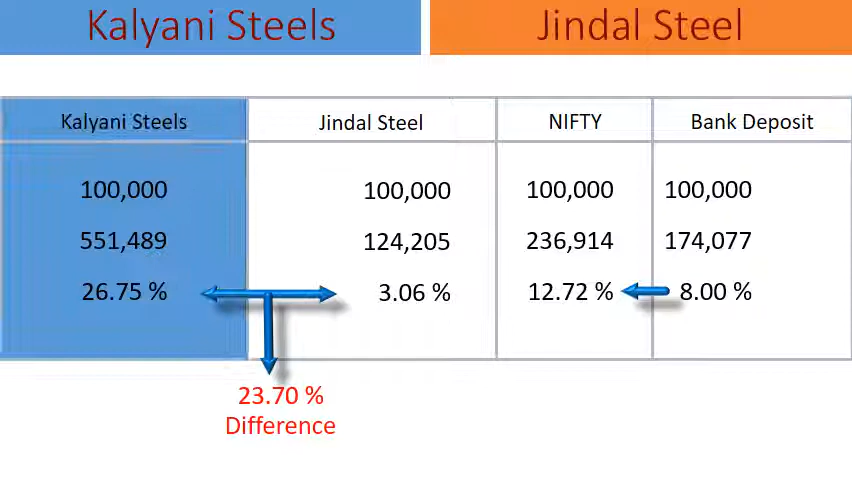 Kalyani Steels
Jindal Steel
Kalyani Steels Jindal Steel NIFTY Bank Deposit
100,000 100,000 100,000 100,000
551,489 124,205 236,914 174,077
26.75 % 3.06 % 12.72 % 8.00 %
23.70 %
Difference